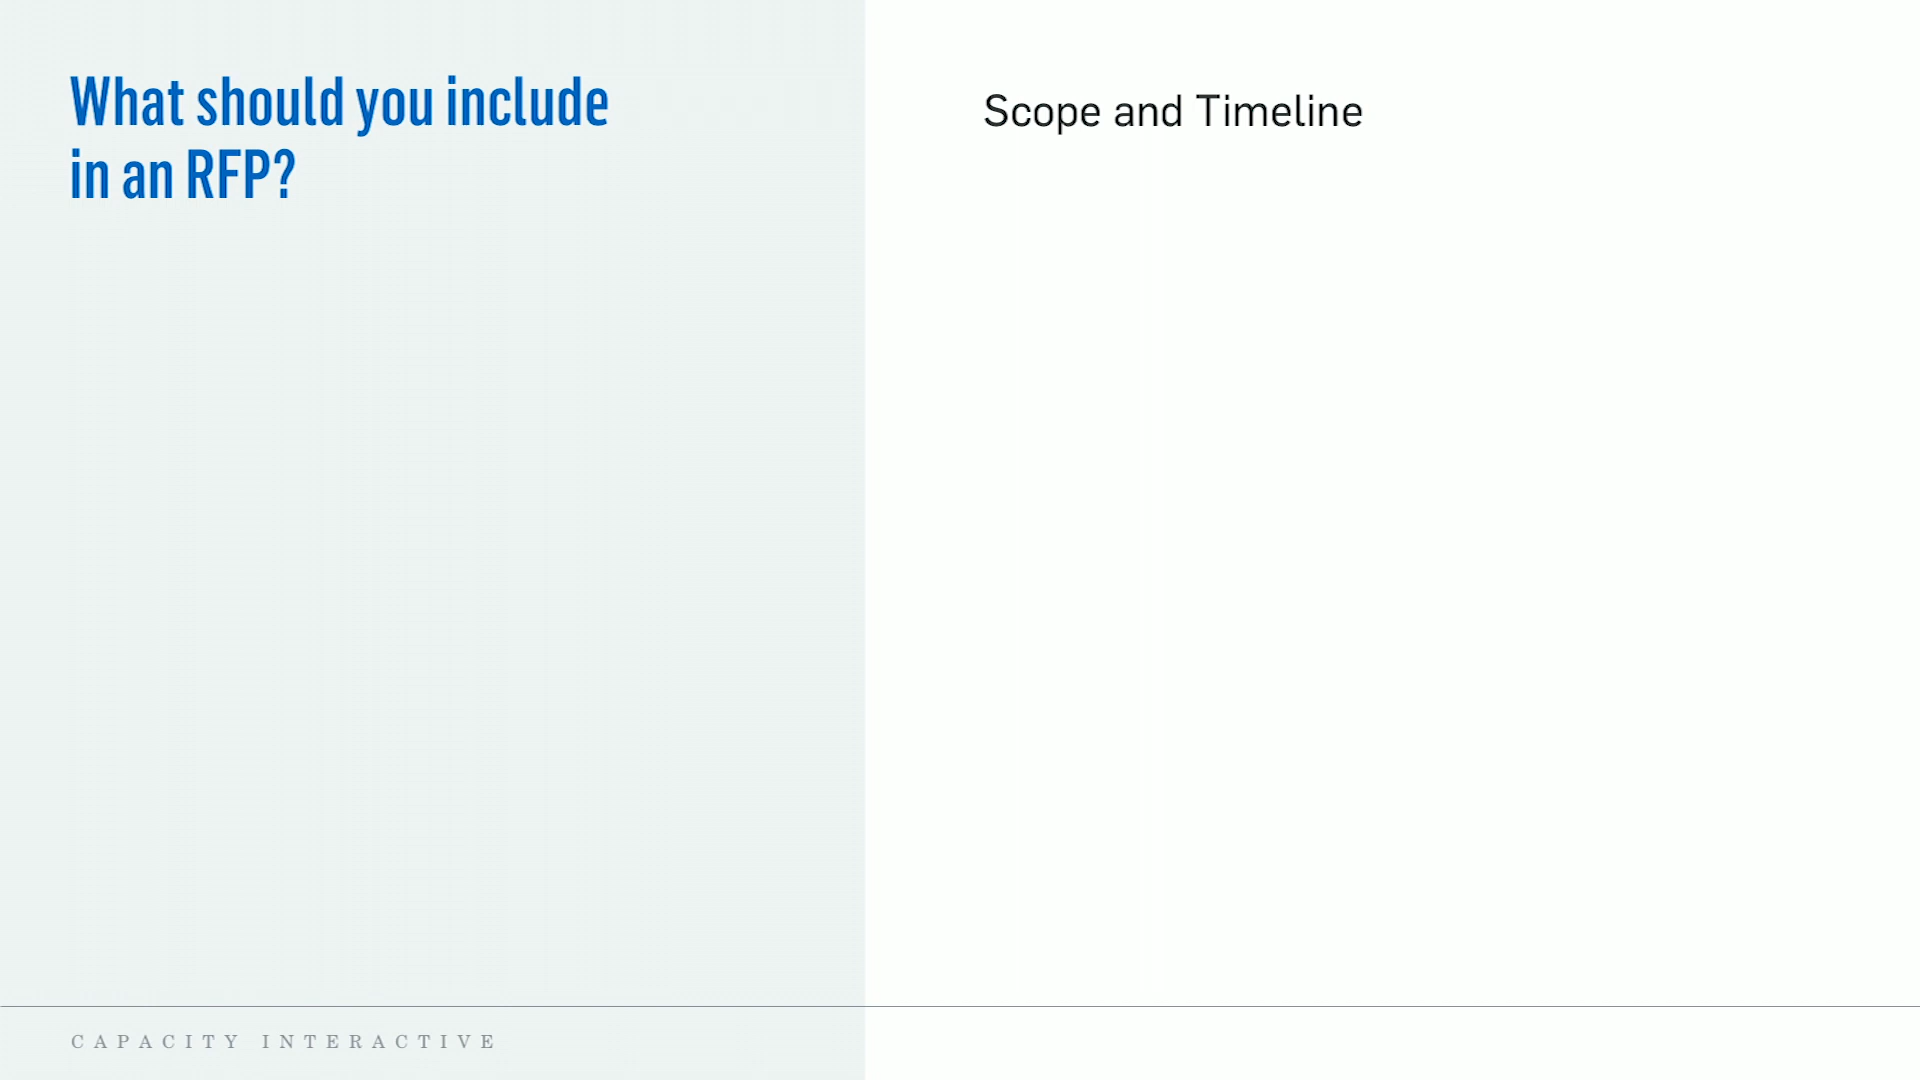 What should you include
in an RFP?
Scope and Timeline
CAPACITY INTERACTIVE